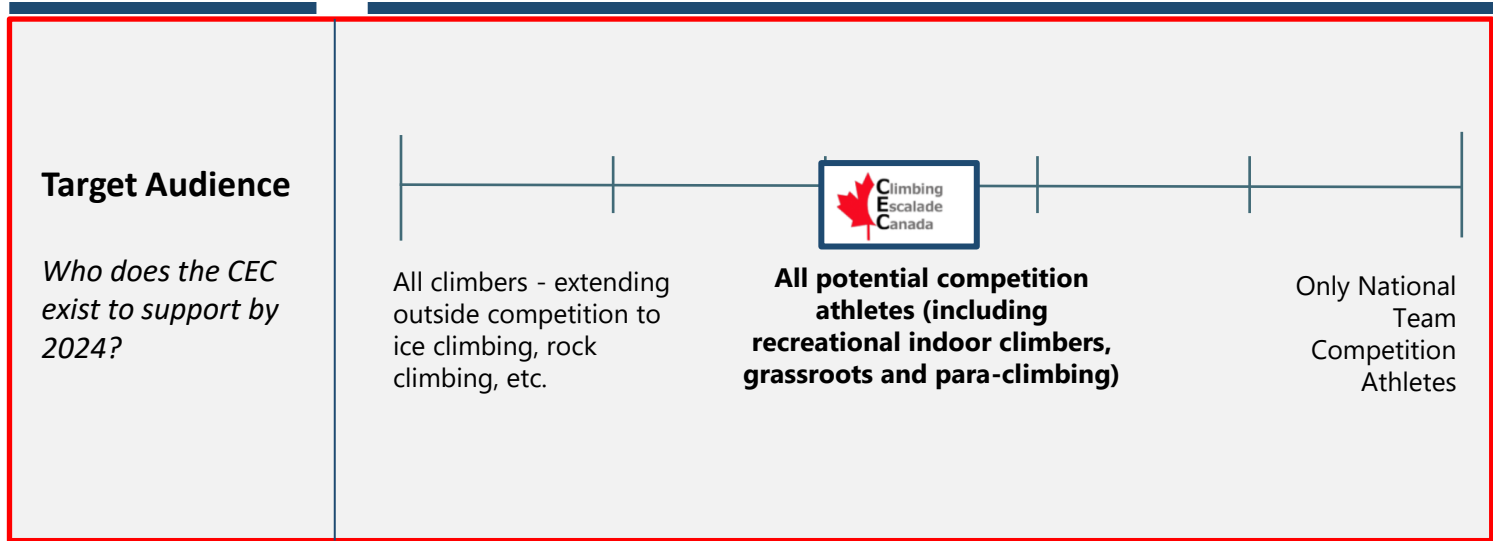 Target Audience
Who does the CEC
exist to support by
2024?
Climbing
Escalade
Canada
All climbers - extending
outside competition to
ice climbing, rock
climbing, etc.
All potential competition
athletes (including
recreational indoor climbers,
grassroots and para-climbing)
Only National
Team
Competition
Athletes